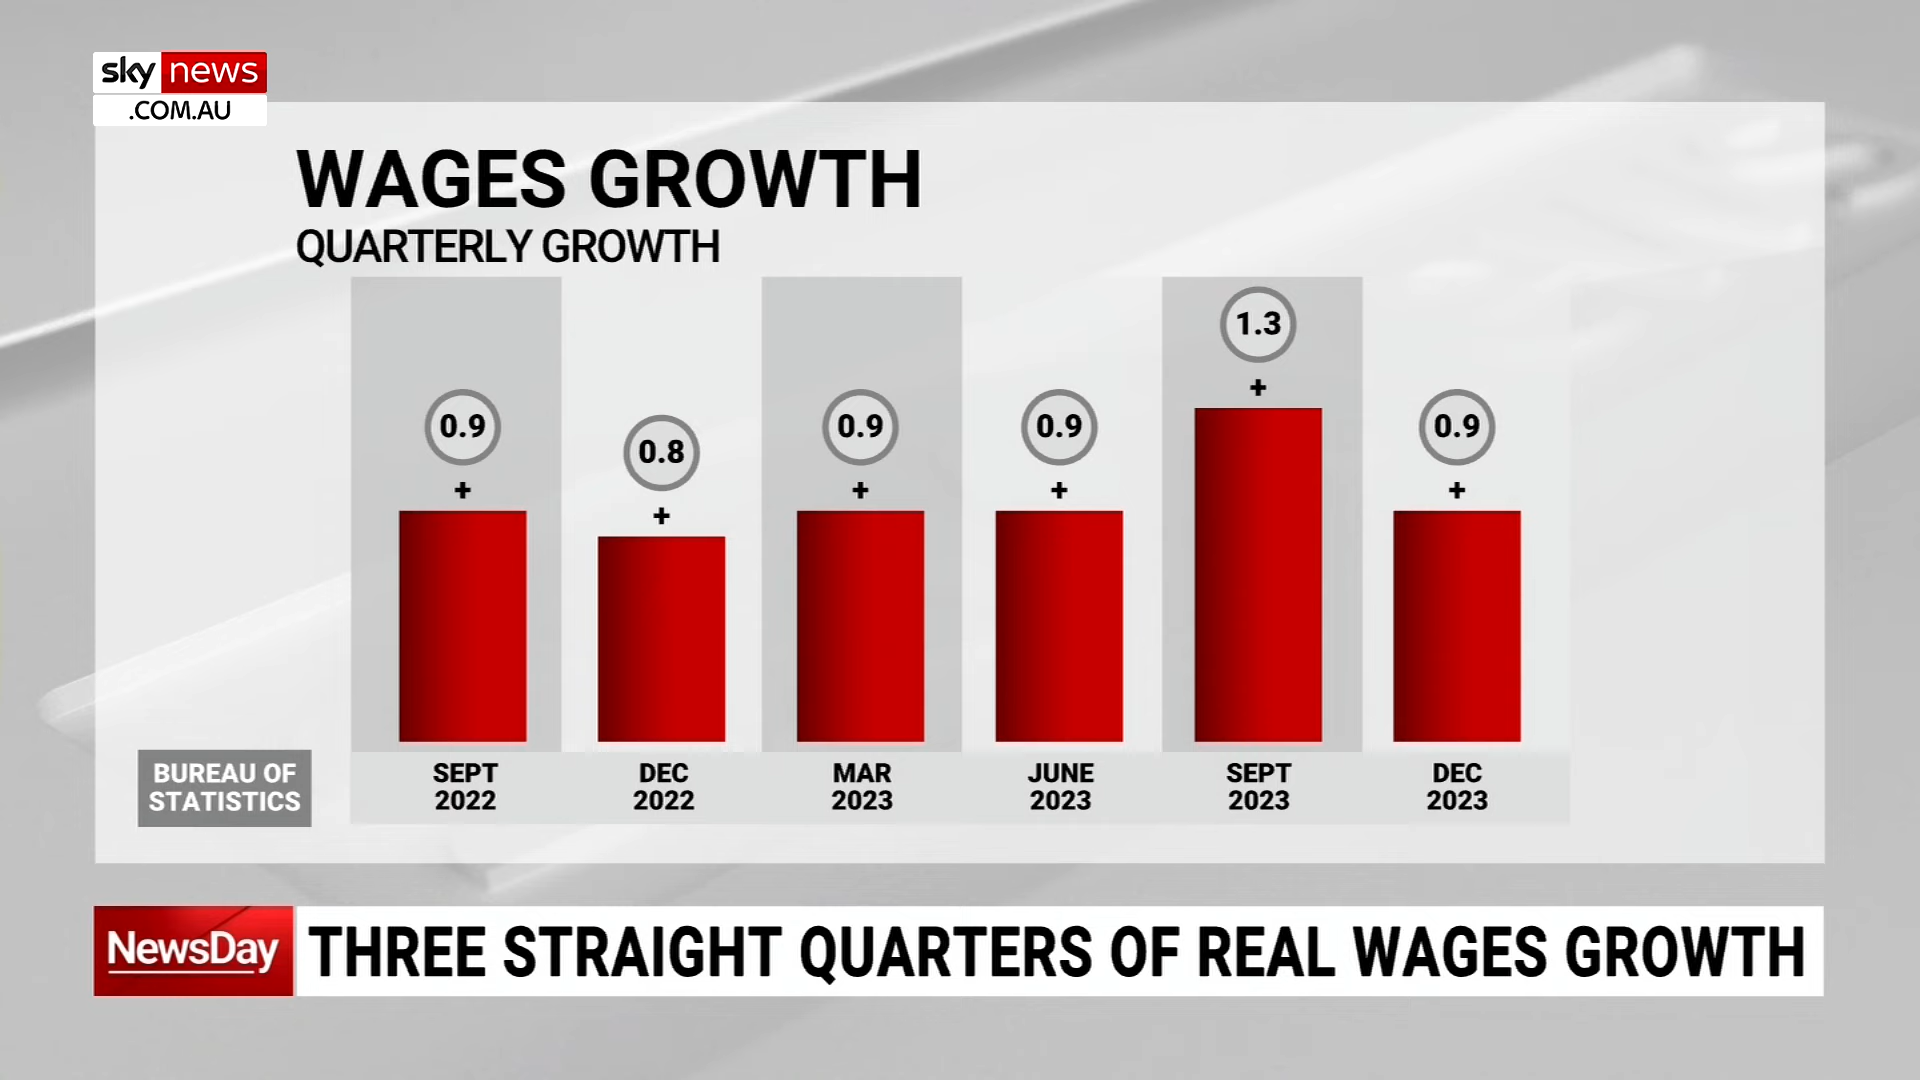 sky news
.COM.AU
WAGES GROWTH
QUARTERLY GROWTH
0.9
+
0.8
+
0.9
+
0.9
+
1.3
+
0.9
+
BUREAU OF
STATISTICS
SEPT
2022
DEC
2022
MAR
2023
JUNE
2023
SEPT
2023
DEC
2023
NewsDay
THREE STRAIGHT QUARTERS OF REAL WAGES GROWTH